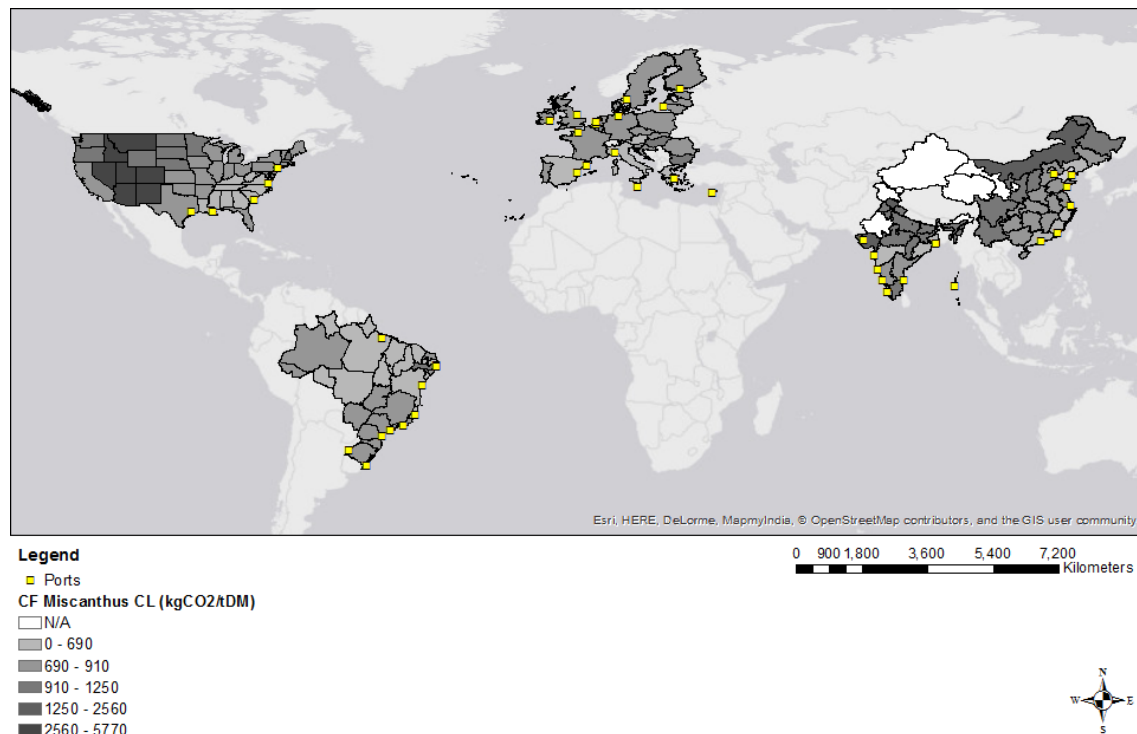 Esri, HERE, DeLorme, MapmyIndia, © OpenStreetMap contributors, and the GIS user community
Legend
Ports
CF Miscanthus CL (kgCO2/tDM)
N/A
0 - 690
690 - 910
910 - 1250
1250 - 2560
2560 - 5770
0 900 1,800 3,600 5,400 7,200
Kilometers
N
W E
S